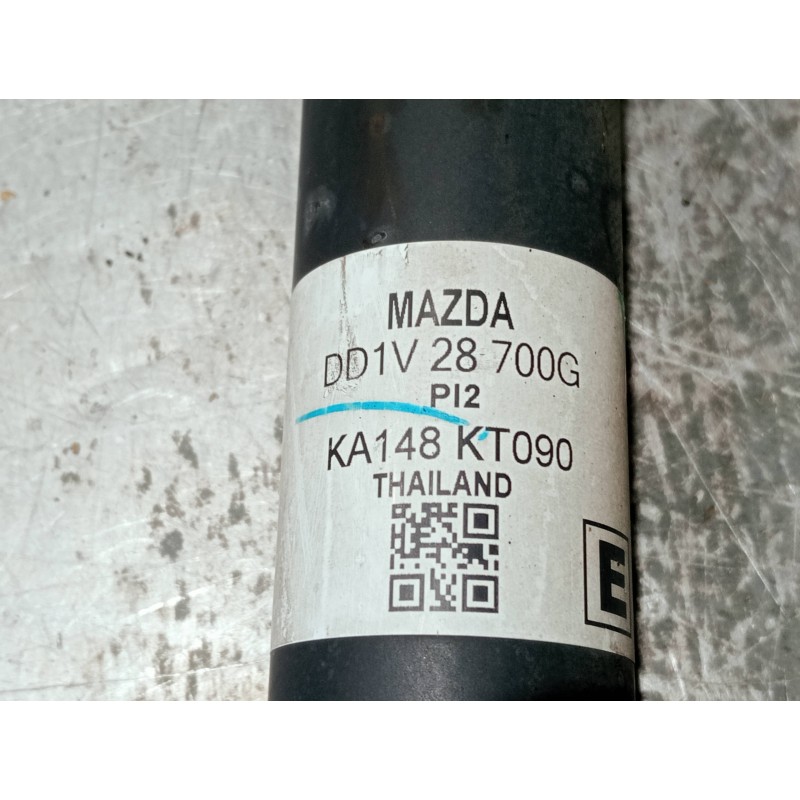 MAZDA
DD1V 28 700G
PI2
KA148 KT090
THAILAND
E